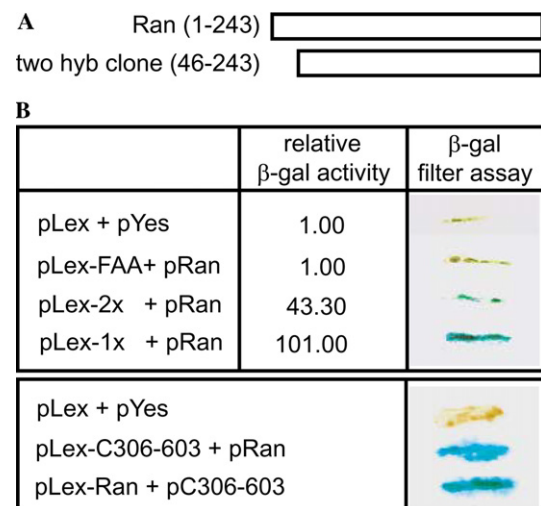 A
Ran (1-243)
two hyb clone (46-243)
B
relative
β-gal activity
β-gal
filter assay
pLex + pYes 1.00
pLex-FAA+ pRan 1.00
pLex-2x + pRan 43.30
pLex-1x + pRan 101.00
pLex + pYes
pLex-C306-603 + pRan
pLex-Ran + pC306-603